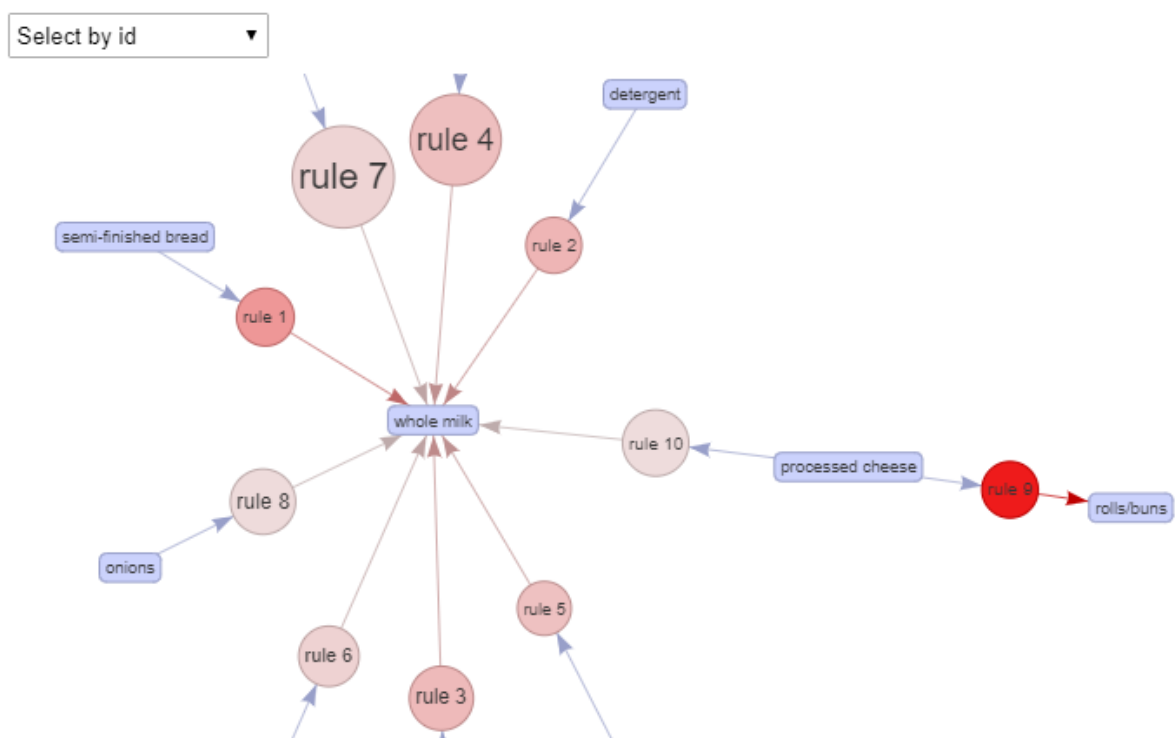 Select by id
detergent
rule 4
rule 7
semi-finished bread
rule 2
rule 1
whole milk
rule 10
processed cheese
rule 9
rolls/buns
rule 8
onions
rule 5
rule 6
rule 3